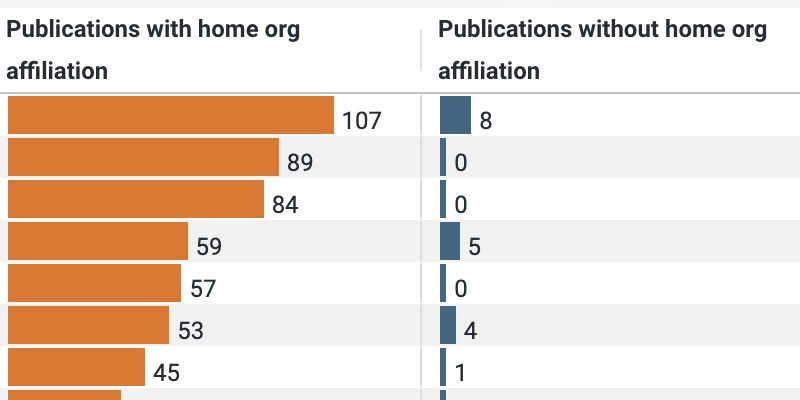 Publications with home org
affiliation
Publications without home org
affiliation
107 8
89 0
84 0
59 5
57 0
53 4
45 1